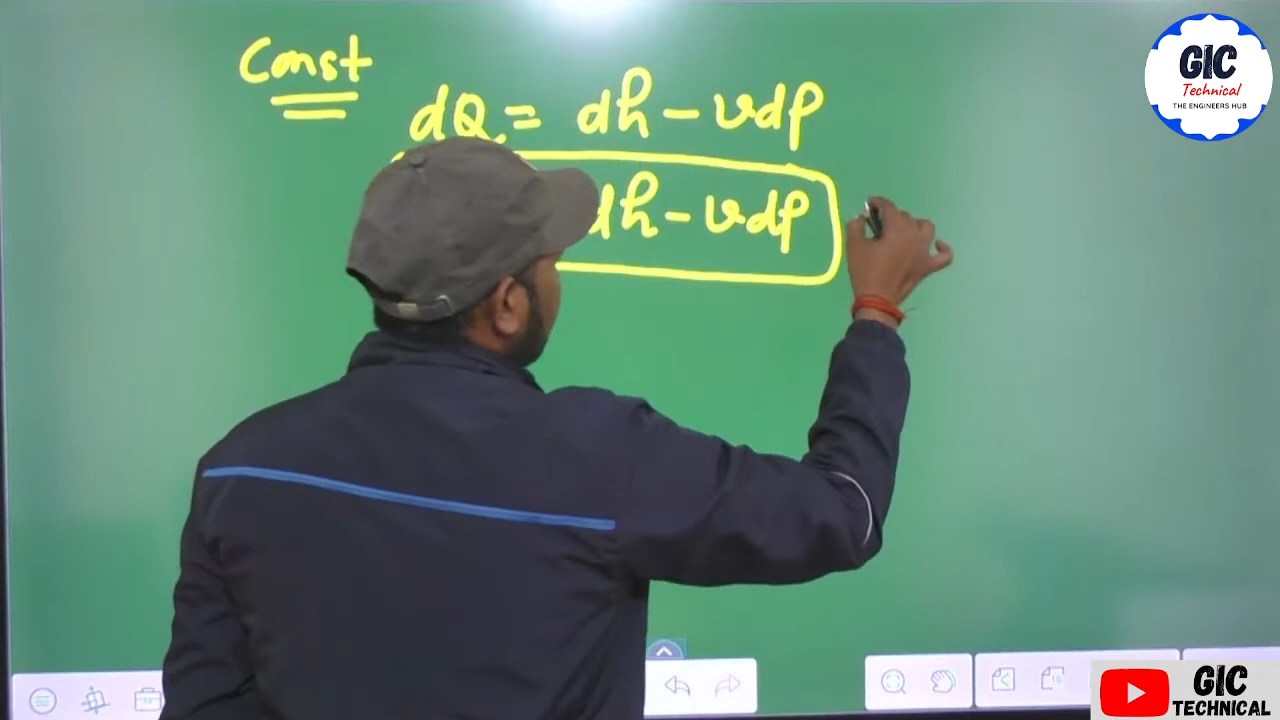 Const
dQ = dh - vdp
dh - vdp
GIC
Technical
THE ENGINEERS HUB
GIC
TECHNICAL